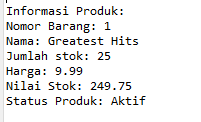 Informasi Produk:
Nomor Barang: 1
Nama: Greatest Hits
Jumlah stok: 25
Harga: 9.99
Nilai Stok: 249.75
Status Produk: Aktif